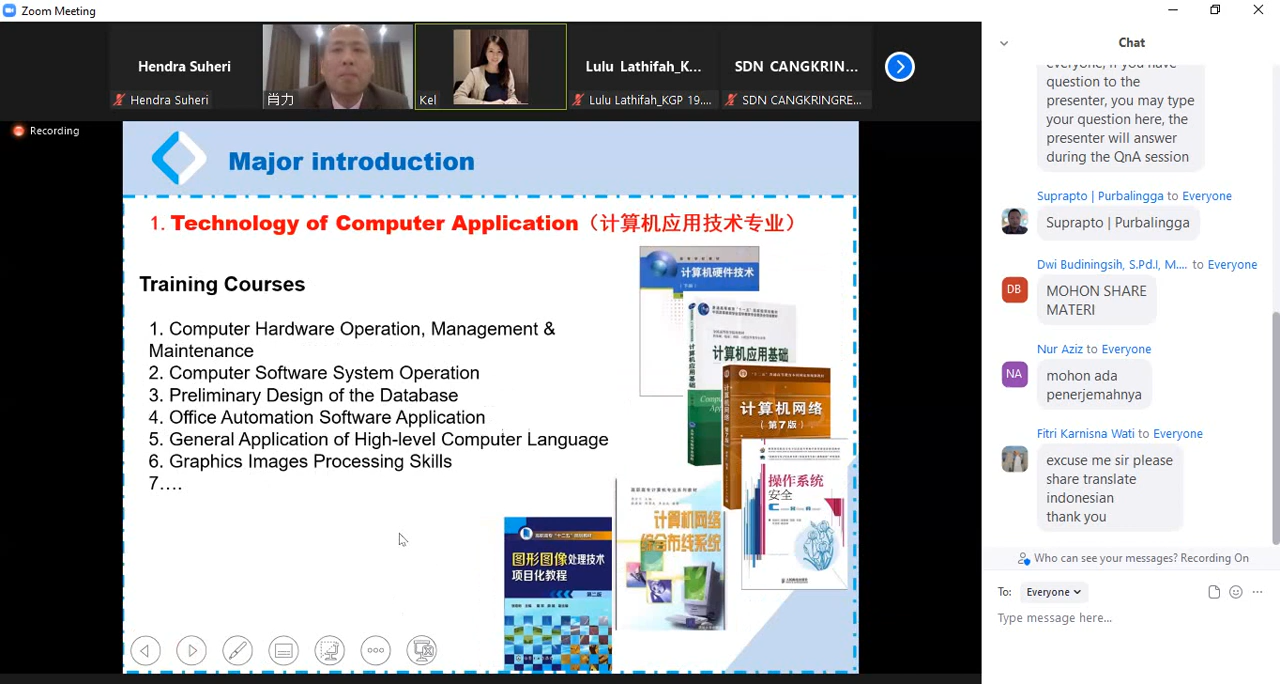 Zoom Meeting
Hendra Suheri
Lulu Lathifah_K...
SDN CANGKRIN...
Hendra Suheri
肖力
Kel
Lulu Lathifah_KGP 19....
SDN CANGKRINGRE...
Recording
Major introduction
1. Technology of Computer Application（计算机应用技术专业）
Training Courses
1. Computer Hardware Operation, Management &
Maintenance
2. Computer Software System Operation
3. Preliminary Design of the Database
4. Office Automation Software Application
5. General Application of High-level Computer Language
6. Graphics Images Processing Skills
7....
计算机硬件技术
计算机应用基础
计算机应用基础
计算机网络
（第7版）
操作系统
安全
计算机网络
综合布线系统
图形图像处理技术
项目化教程
第二版
Chat
everyone, if you have
question to the
presenter, you may type
your question here, the
presenter will answer
during the QnA session
Suprapto | Purbalingga to Everyone
Suprapto | Purbalingga
Dwi Budiningsih, S.Pd.I, M.... to Everyone
DB
MOHON SHARE
MATERI
Nur Aziz to Everyone
NA
mohon ada
penerjemahnya
Fitri Karnisna Wati to Everyone
excuse me sir please
share translate
indonesian
thank you
Who can see your messages? Recording On
To: Everyone
Type message here...